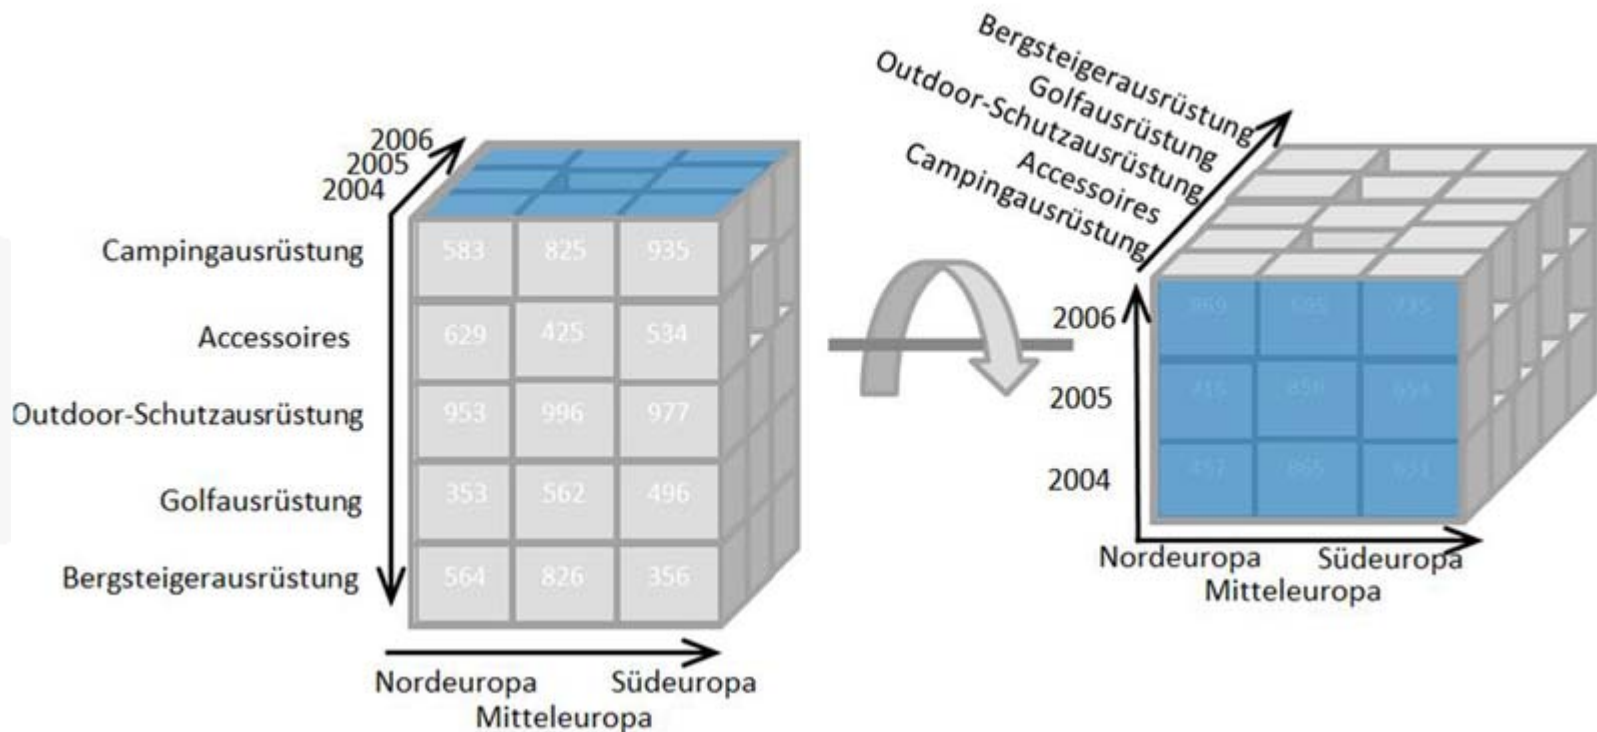 2006
2005
2004
Campingausrüstung
583 825 935
Accessoires
629 425 534
Outdoor-Schutzausrüstung
953 996 977
Golfausrüstung
353 562 496
Bergsteigerausrüstung
564 826 356
Nordeuropa Südeuropa
Mitteleuropa
Bergsteigerausrüstung
Golfausrüstung
Outdoor-Schutzausrüstung
Accessoires
Campingausrüstung
2006
2005
2004
Nordeuropa Südeuropa
Mitteleuropa